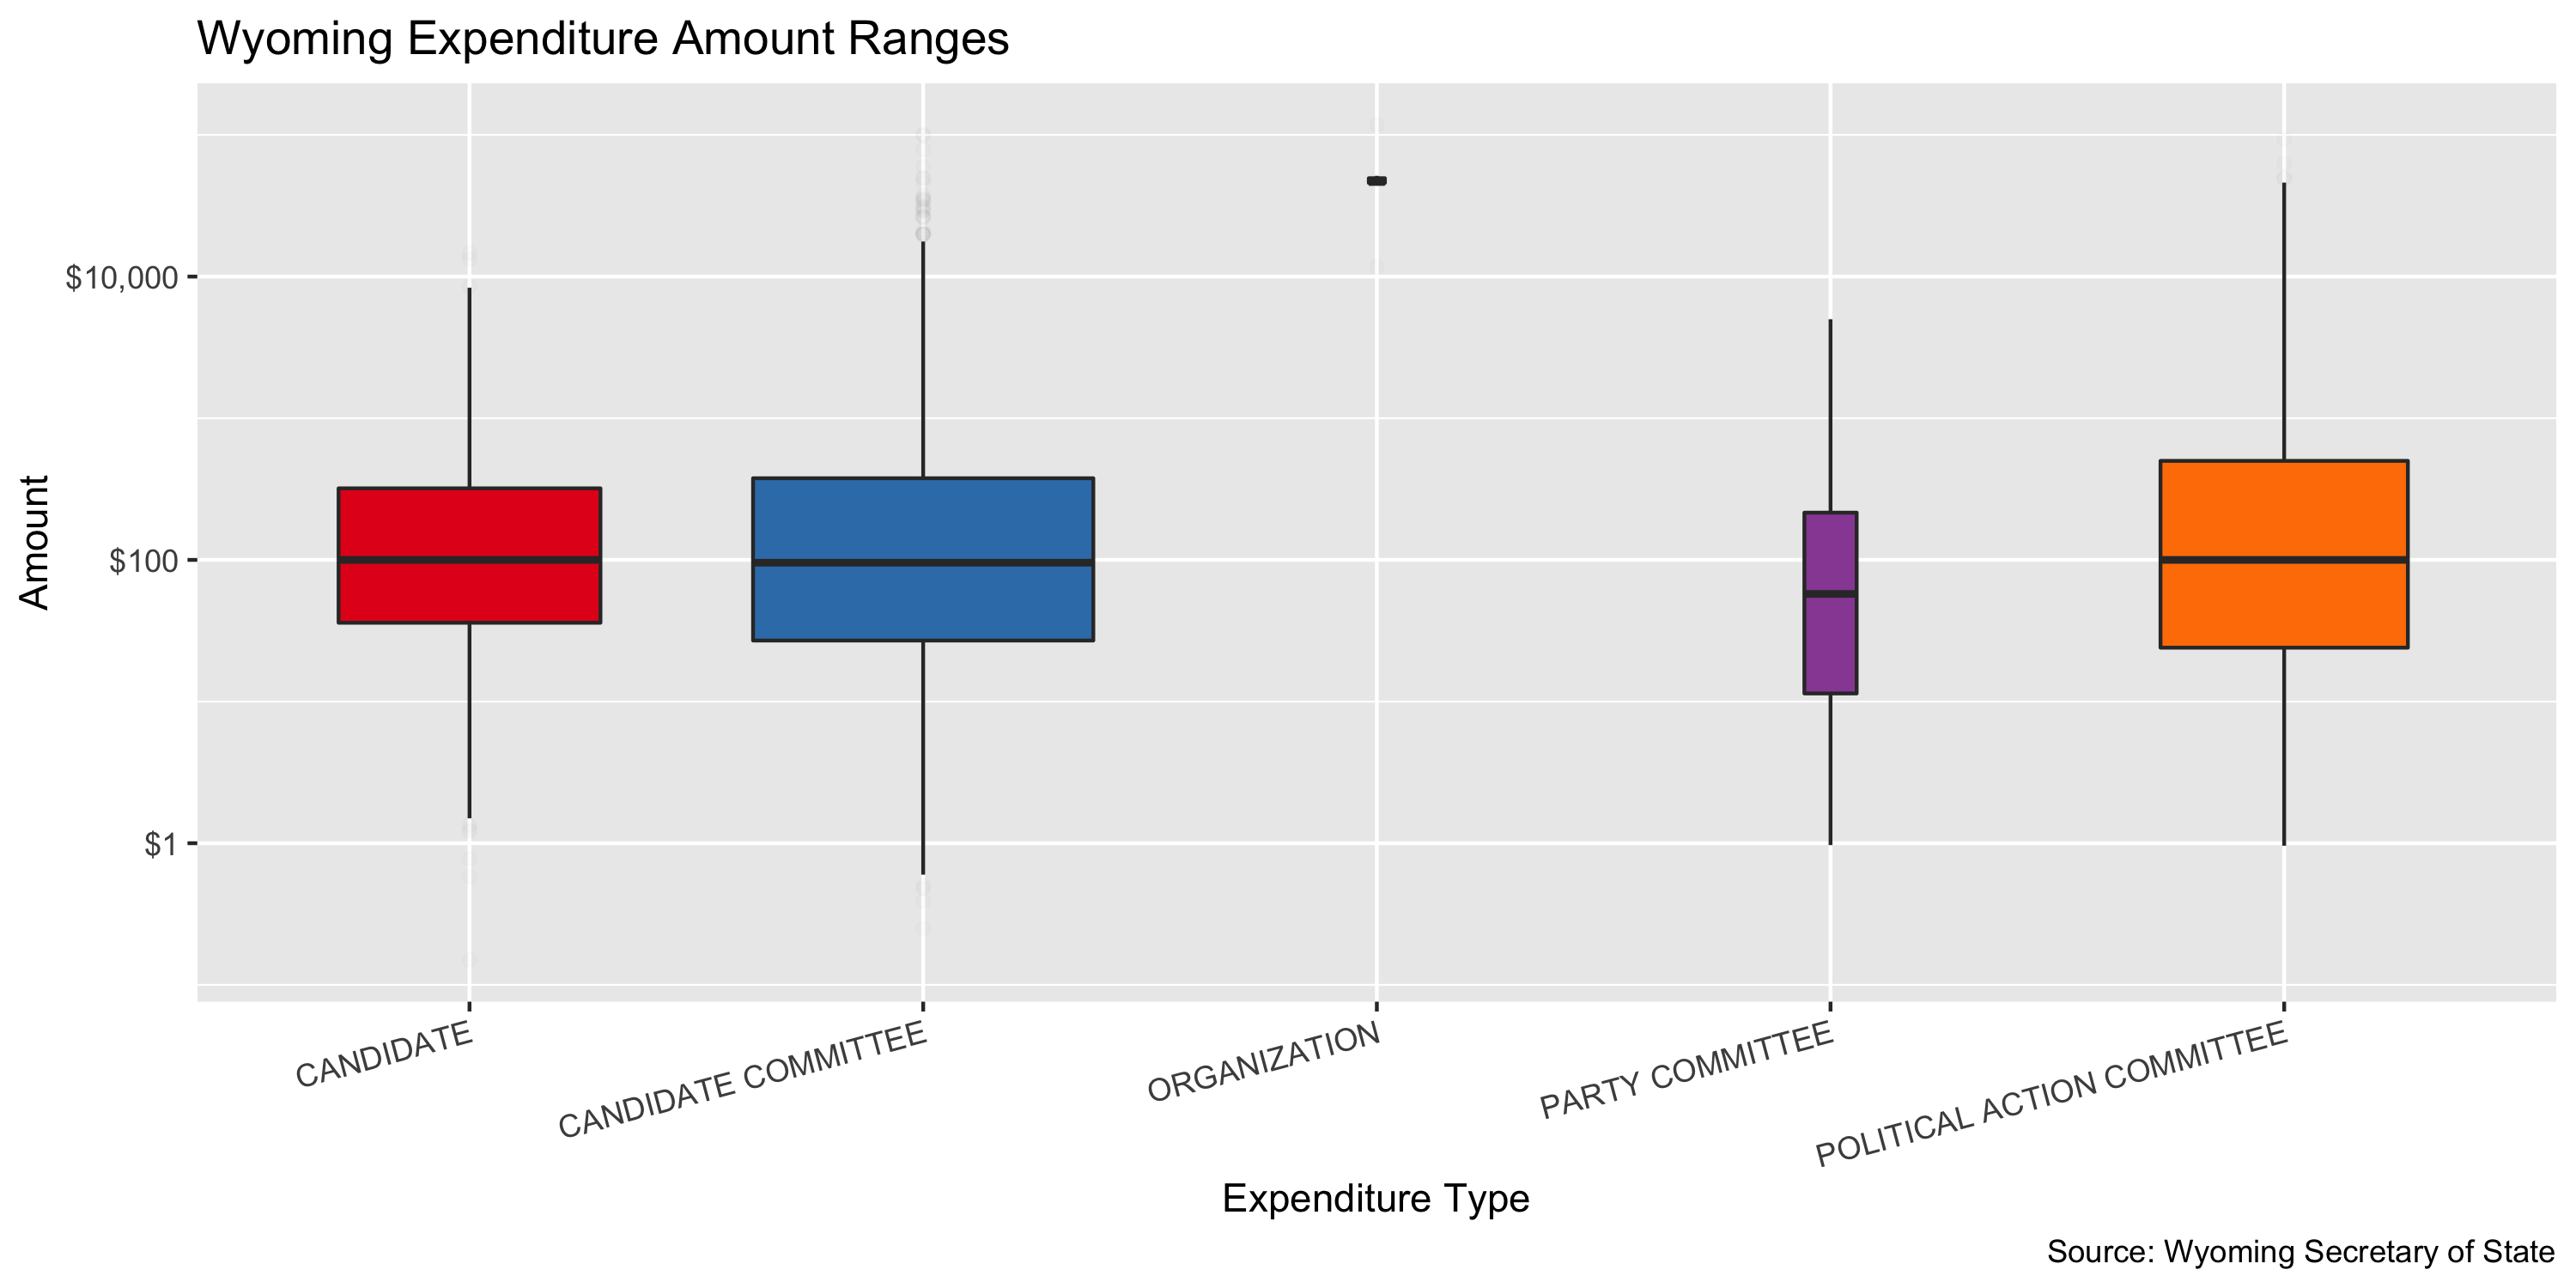 Wyoming Expenditure Amount Ranges
Amount
$10,000
$100
$1
CANDIDATE
CANDIDATE COMMITTEE
ORGANIZATION
PARTY COMMITTEE
POLITICAL ACTION COMMITTEE
Expenditure Type
Source: Wyoming Secretary of State